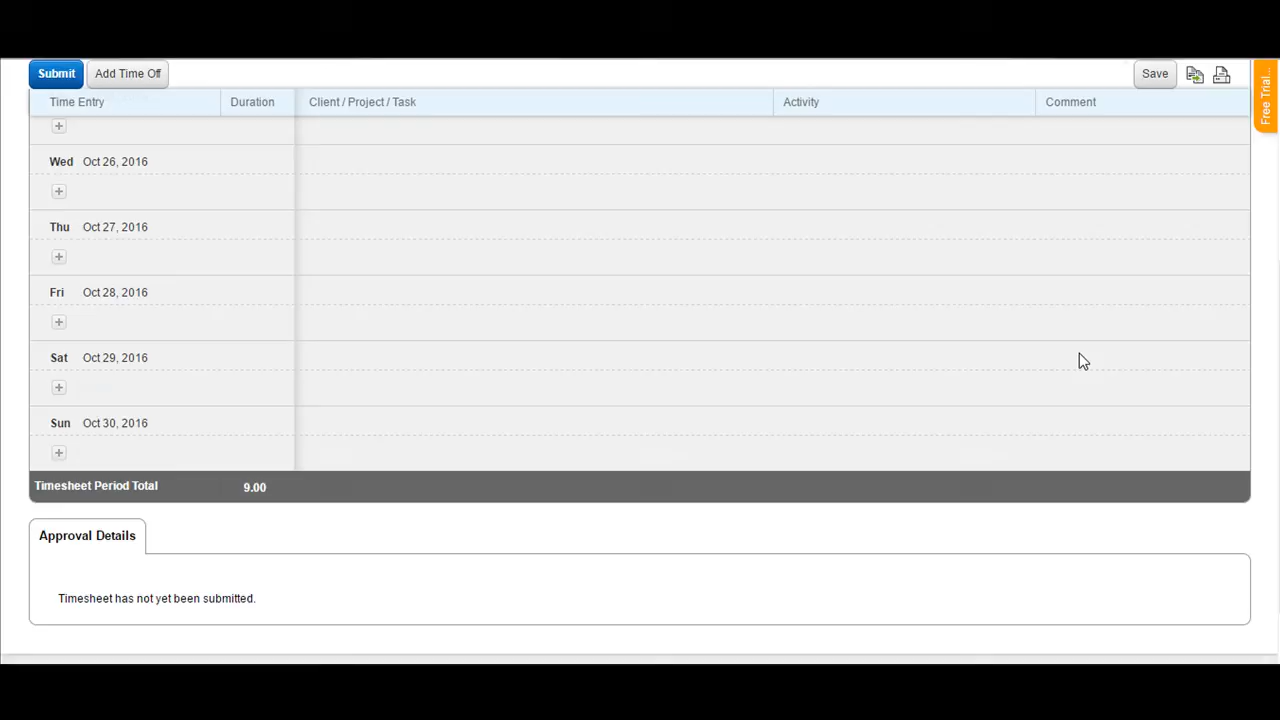 Submit Add Time Off Save
Free Trial...
Time Entry Duration Client / Project / Task Activity Comment
Wed Oct 26, 2016
Thu Oct 27, 2016
Fri Oct 28, 2016
Sat Oct 29, 2016
Sun Oct 30, 2016
Timesheet Period Total 9.00
Approval Details
Timesheet has not yet been submitted.